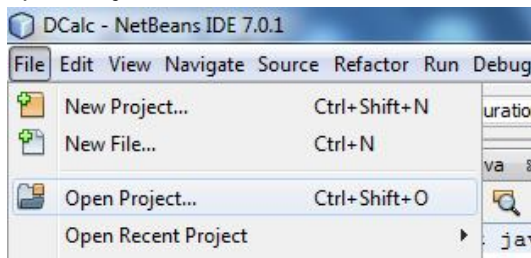 DCalc - NetBeans IDE 7.0.1
File Edit View Navigate Source Refactor Run Debug
New Project... Ctrl+Shift+N
New File... Ctrl+N
Open Project... Ctrl+Shift+O
Open Recent Project